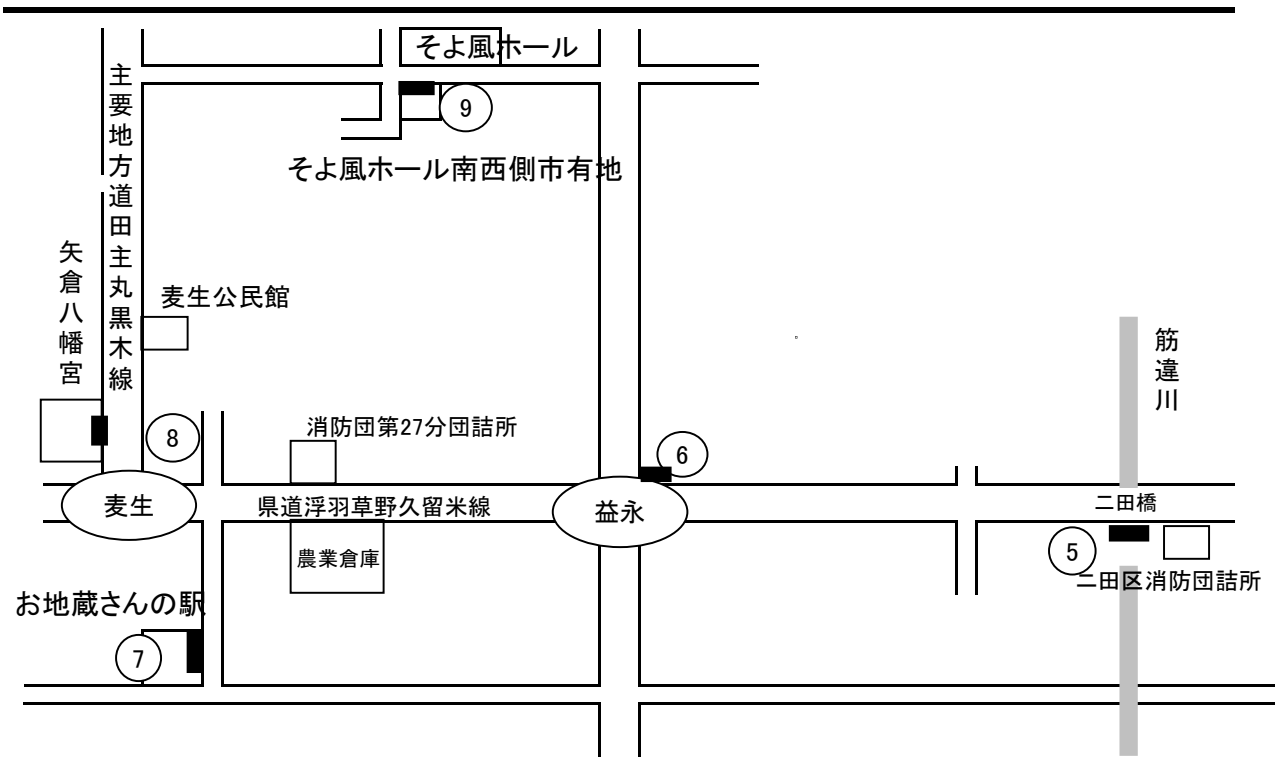 そよ風ホール
主要地方道田主丸黒木線
⑨
そよ風ホール南西側市有地
矢倉八幡宮
麦生公民館
筋違川
消防団第27分団詰所
⑧
⑥
麦生
県道浮羽草野久留米線
益永
二田橋
農業倉庫
⑤
二田区消防団詰所
お地蔵さんの駅
⑦